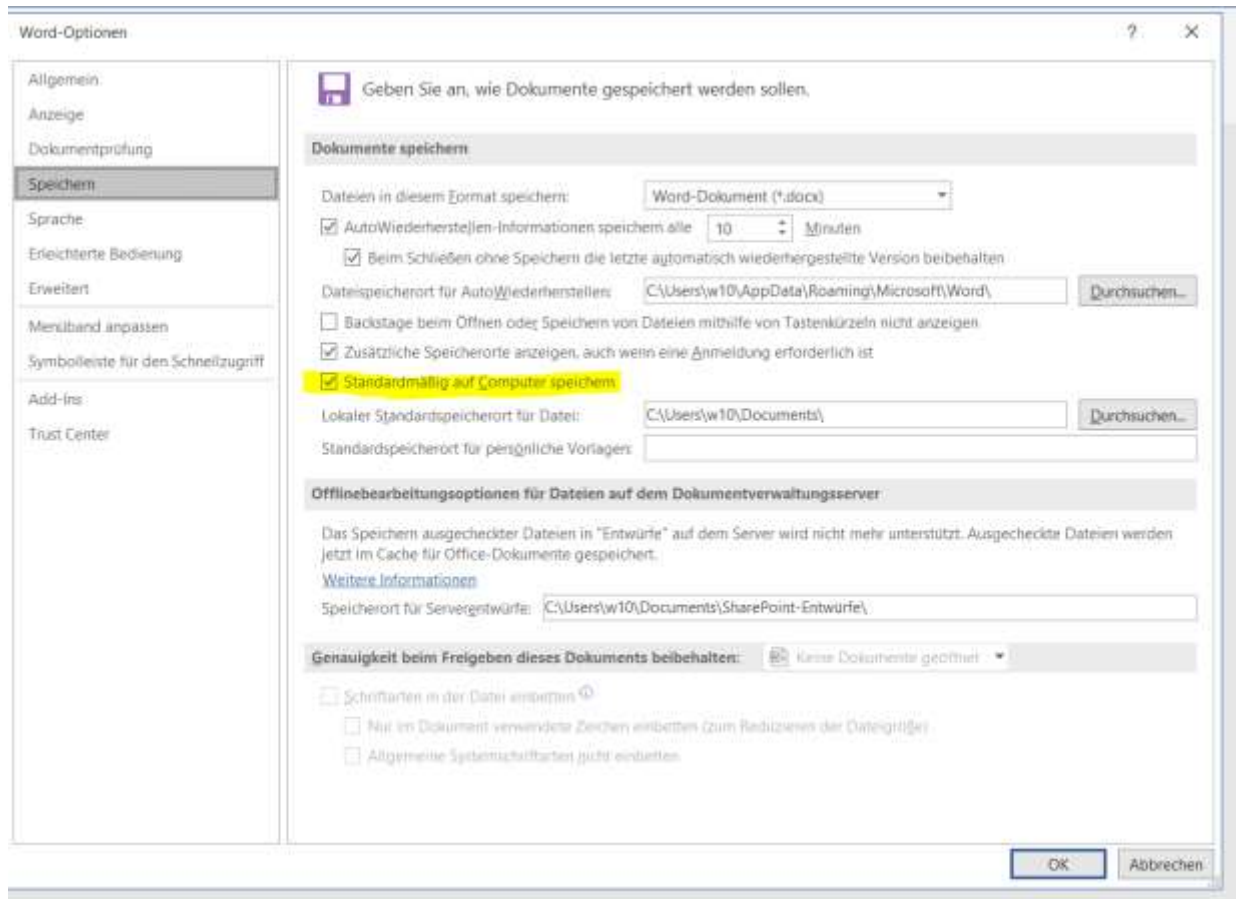 Word-Optionen
?
Allgemein
Anzeige
Dokumentprüfung
Speichern
Sprache
Erleichterte Bedienung
Erweitert
Menüband anpassen
Symbolleiste für den Schnellzugriff
Add-Ins
Trust Center
Geben Sie an, wie Dokumente gespeichert werden sollen.
Dokumente speichern
Dateien in diesem Format speichern: Word-Dokument (*.docx)
AutoWiederherstellen-Informationen speichern alle 10 Minuten
Beim Schließen ohne Speichern die letzte automatisch wiederhergestellte Version beibehalten
Dateispeicherort für AutoWiederherstellen: C:\Users\w10\AppData\Roaming\Microsoft\Word\ Durchsuchen...
Backstage beim Öffnen oder Speichern von Dateien mithilfe von Tastenkürzeln nicht anzeigen
Zusätzliche Speicherorte anzeigen, auch wenn eine Anmeldung erforderlich ist
Standardmäßig auf Computer speichern
Lokaler Standardspeicherort für Datei: C:\Users\w10\Documents\ Durchsuchen...
Standardspeicherort für persönliche Vorlagen:
Offlinebearbeitungsoptionen für Dateien auf dem Dokumentverwaltungsserver
Das Speichern ausgecheckter Dateien in "Entwürfe" auf dem Server wird nicht mehr unterstützt. Ausgecheckte Dateien werden
jetzt im Cache für Office-Dokumente gespeichert.
Weitere Informationen
Speicherort für Serverentwürfe: C:\Users\w10\Documents\SharePoint-Entwürfe\
Genauigkeit beim Freigeben dieses Dokuments beibehalten: Keine Dokumente geöffnet
Schriftarten in der Datei einbetten
Nur im Dokument verwendete Zeichen einbetten (zum Reduzieren der Dateigröße)
Allgemeine Systemschriftarten nicht einbetten
OK Abbrechen